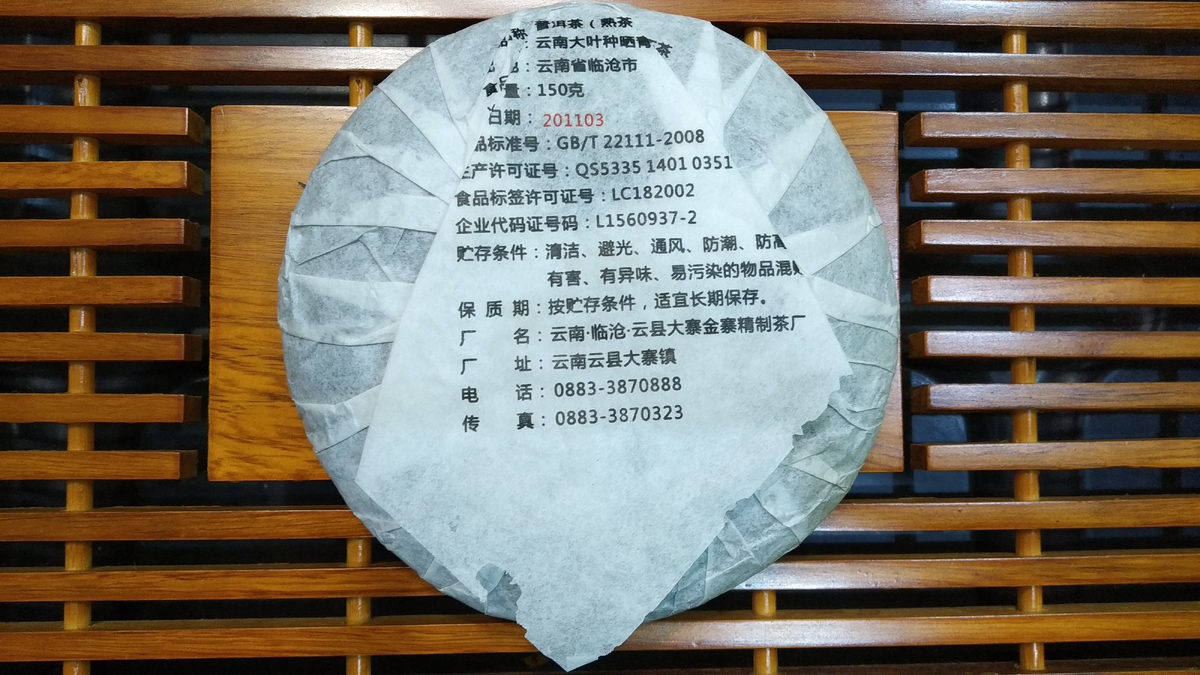 称 普洱茶（熟茶
：云南大叶种晒青茶
：云南省临沧市
量：150克
日期：201103
品标准号：GB/T 22111-2008
生产许可证号：QS5335 1401 0351
食品标签许可证号：LC182002
企业代码证号码：L1560937-2
贮存条件：清洁、避光、通风、防潮、防高
有害、有异味、易污染的物品混
保 质 期：按贮存条件，适宜长期保存。
厂 名：云南·临沧·云县大寨金寨精制茶厂
厂 址：云南云县大寨镇
电 话：0883-3870888
传 真：0883-3870323